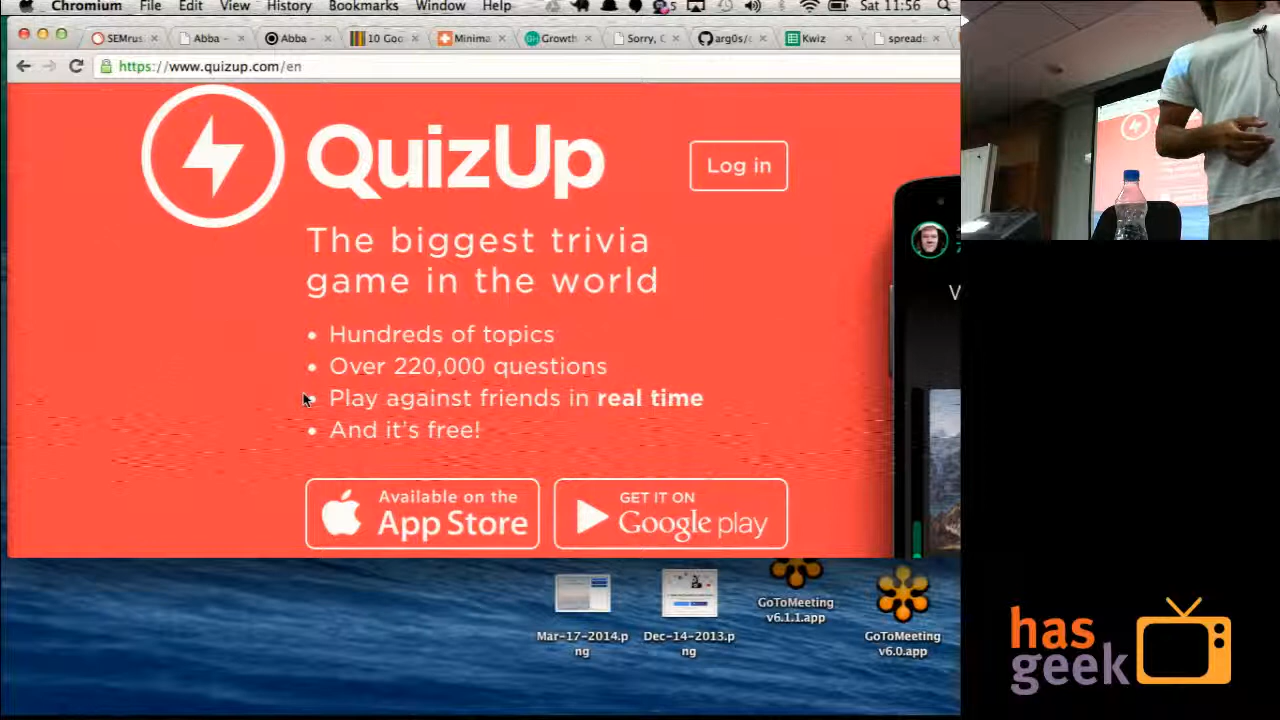 Chromium File Edit View History Bookmarks Window Help 5 Sat 11:56
SEMrus Abba - Abba - 10 Goo Minima Growth Sorry, C arg0s/c Kwiz spreads
https://www.quizup.com/en
QuizUp
Log in
The biggest trivia
game in the world
Hundreds of topics
Over 220,000 questions
Play against friends in real time
And it's free!
Available on the
App Store
GET IT ON
Google play
GoToMeeting
v6.1.1.app
Mar-17-2014.p
ng
Dec-14-2013.p
ng
GoToMeeting
v6.0.app
has
geek